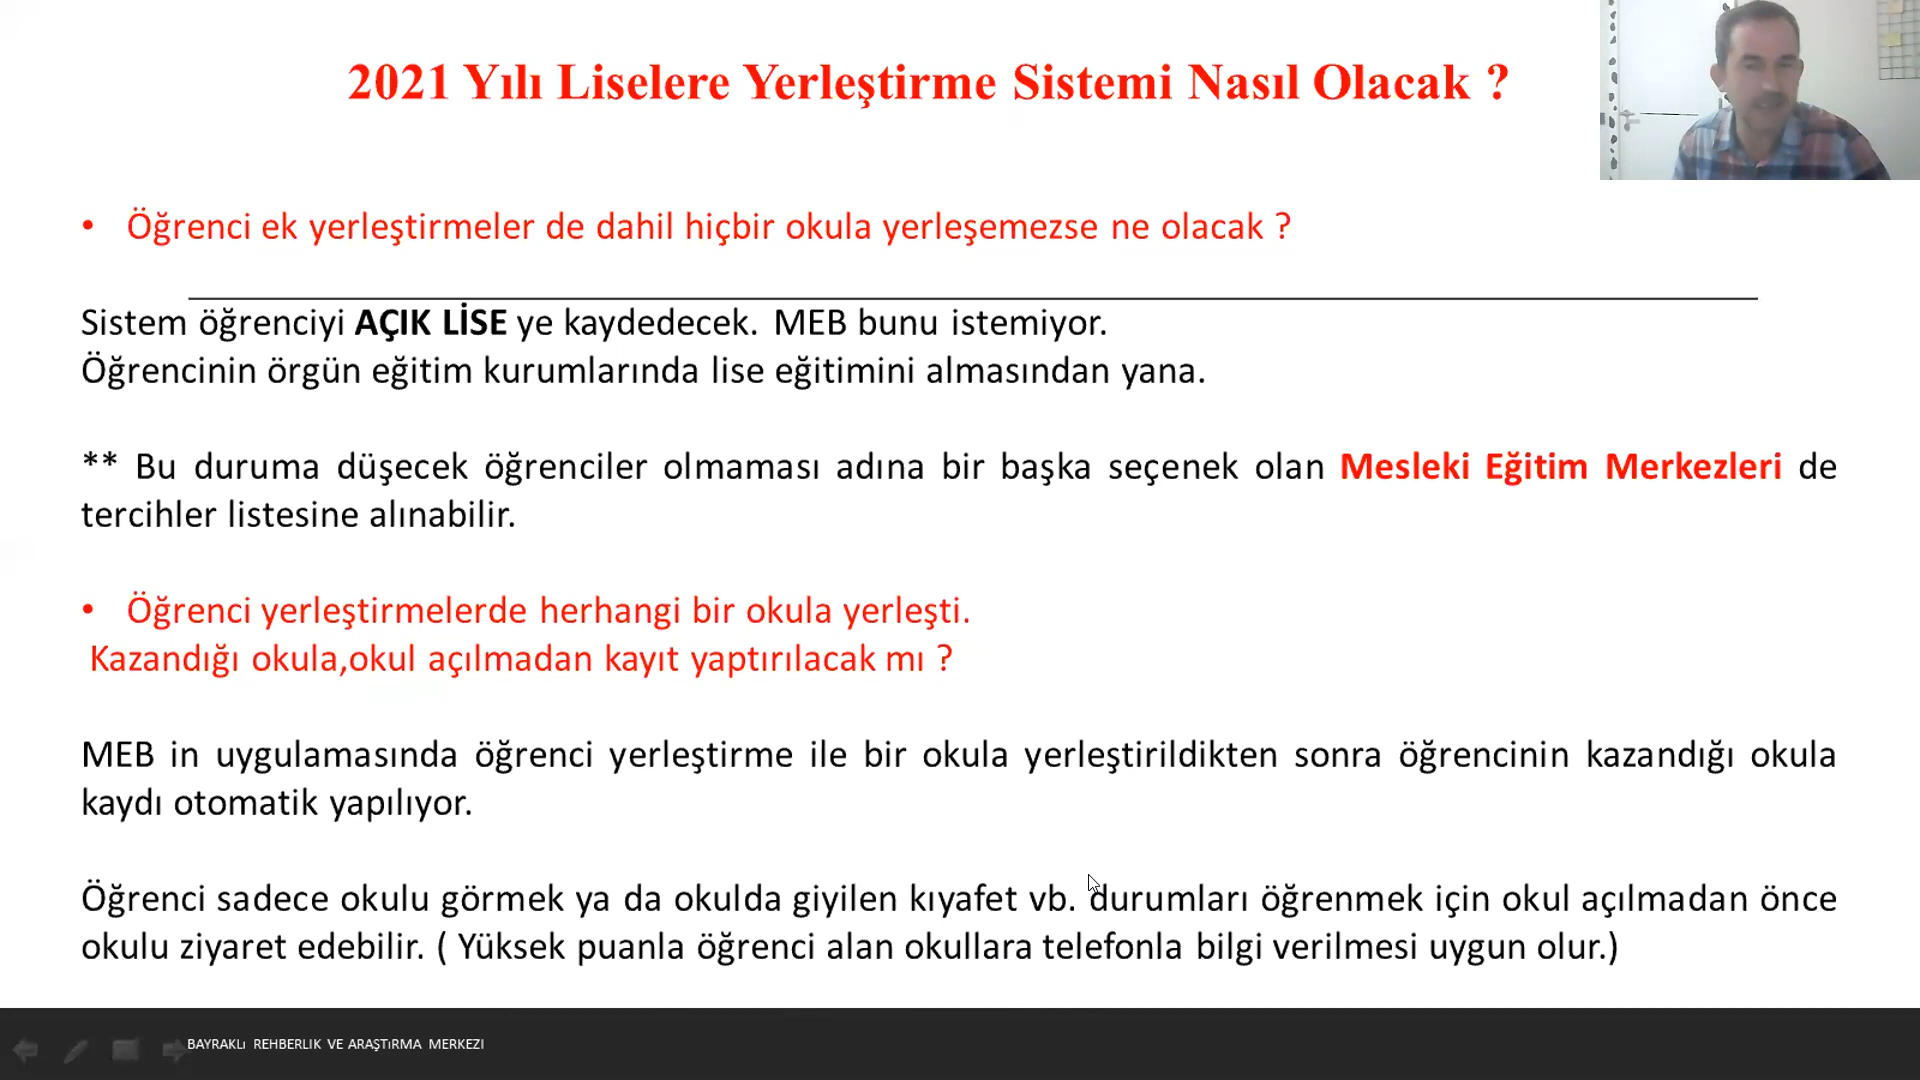 2021 Yılı Liselere Yerleştirme Sistemi Nasıl Olacak ?
• Öğrenci ek yerleştirmeler de dahil hiçbir okula yerleşemezse ne olacak ?
Sistem öğrenciyi AÇIK LİSE ye kaydedecek. MEB bunu istemiyor.
Öğrencinin örgün eğitim kurumlarında lise eğitimini almasından yana.
** Bu duruma düşecek öğrenciler olmaması adına bir başka seçenek olan Mesleki Eğitim Merkezleri de
tercihler listesine alınabilir.
• Öğrenci yerleştirmelerde herhangi bir okula yerleşti.
Kazandığı okula,okul açılmadan kayıt yaptırılacak mı ?
MEB in uygulamasında öğrenci yerleştirme ile bir okula yerleştirildikten sonra öğrencinin kazandığı okula
kaydı otomatik yapılıyor.
Öğrenci sadece okulu görmek ya da okulda giyilen kıyafet vb. durumları öğrenmek için okul açılmadan önce
okulu ziyaret edebilir. ( Yüksek puanla öğrenci alan okullara telefonla bilgi verilmesi uygun olur.)
BAYRAKLı REHBERLIK VE ARAŞTıRMA MERKEZI